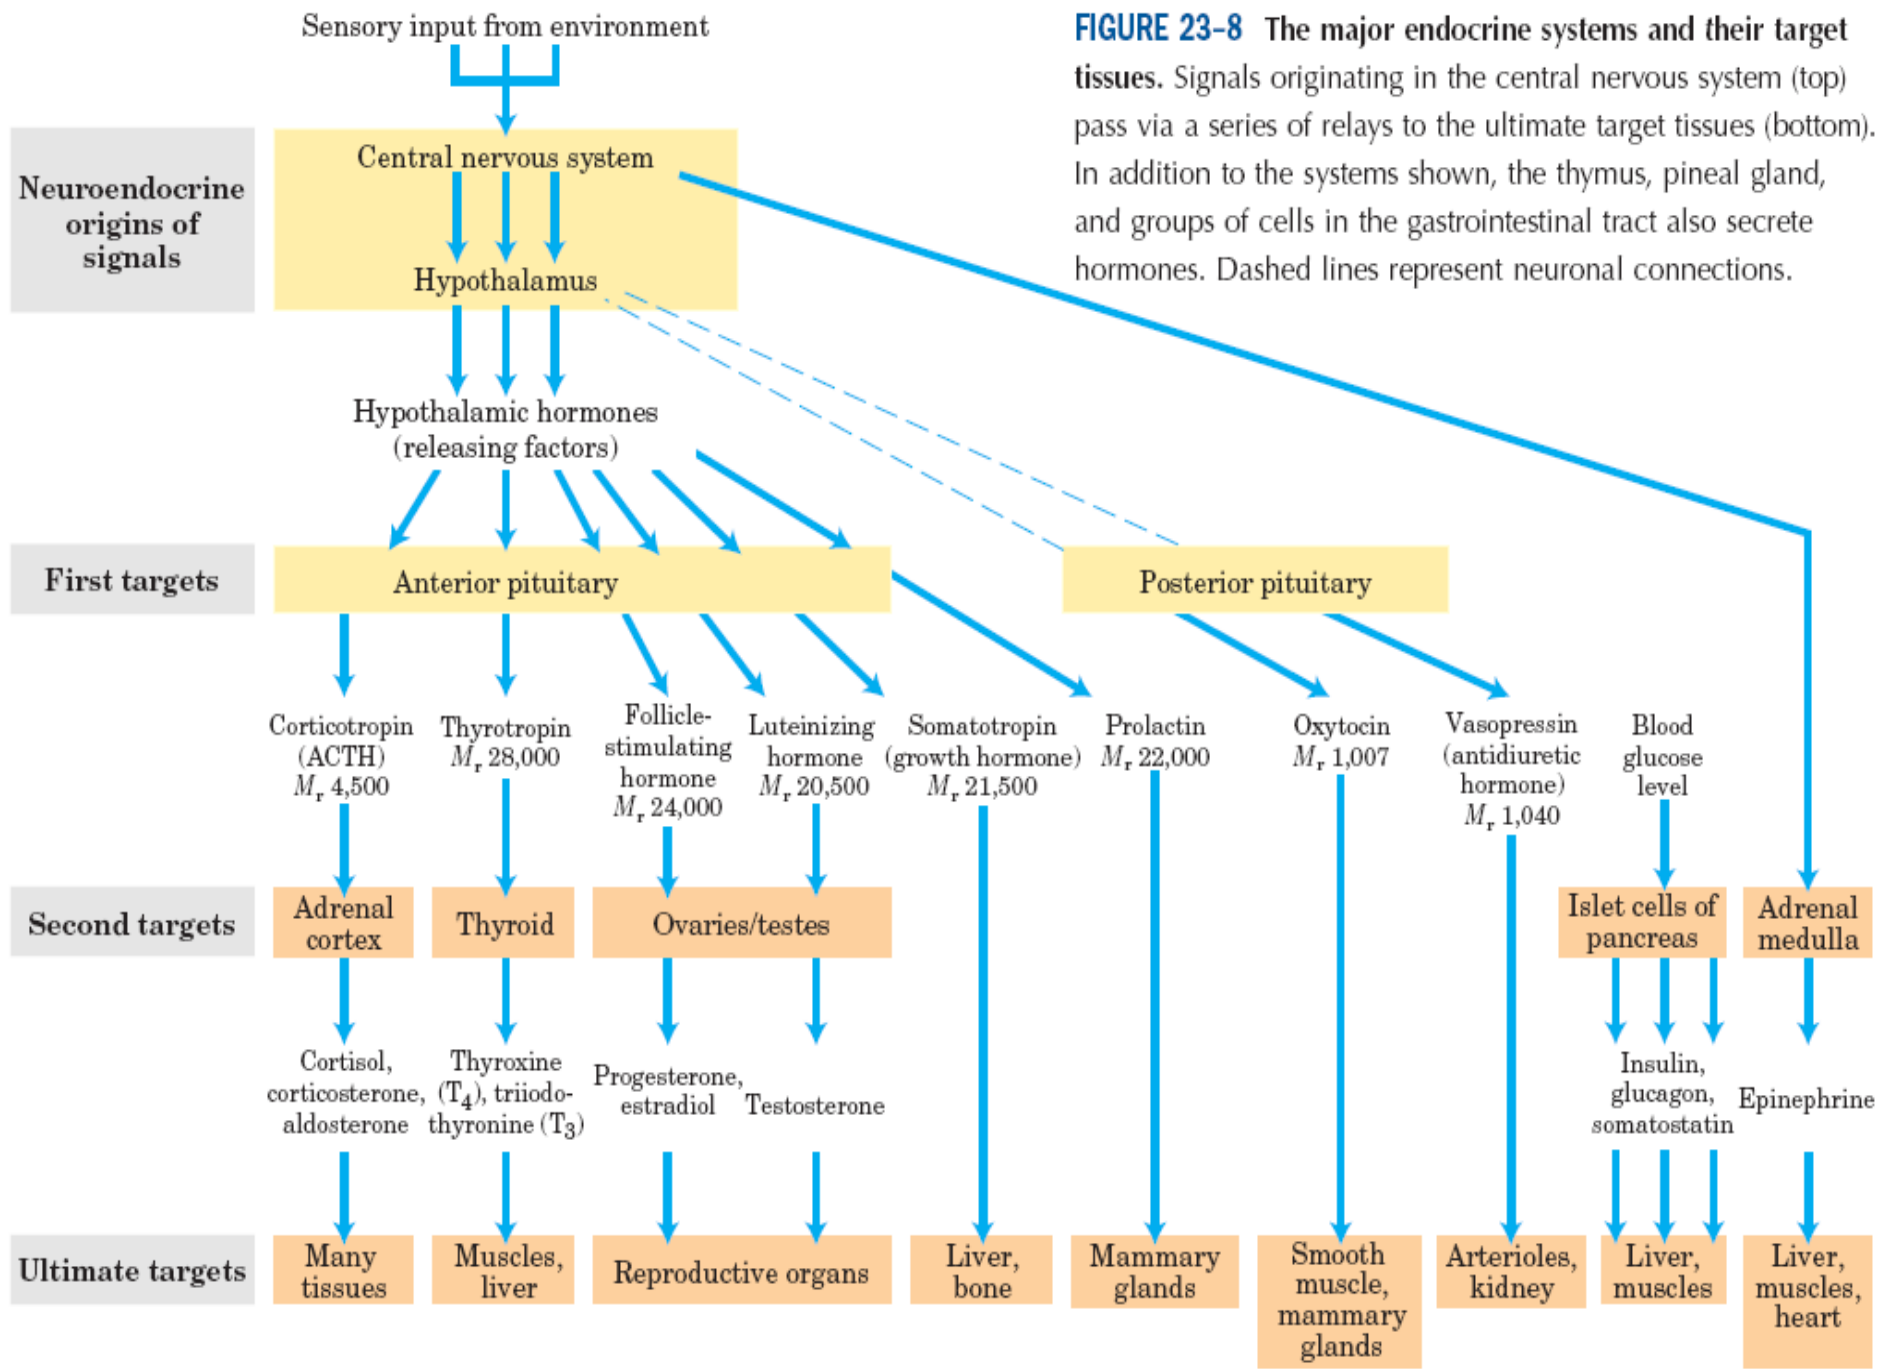 Sensory input from environment
FIGURE 23–8 The major endocrine systems and their target
tissues. Signals originating in the central nervous system (top)
pass via a series of relays to the ultimate target tissues (bottom).
In addition to the systems shown, the thymus, pineal gland,
and groups of cells in the gastrointestinal tract also secrete
hormones. Dashed lines represent neuronal connections.
Neuroendocrine
origins of
signals
Central nervous system
Hypothalamus
Hypothalamic hormones
(releasing factors)
First targets
Anterior pituitary
Posterior pituitary
Corticotropin
(ACTH)
Mr 4,500
Thyrotropin
Mr 28,000
Follicle-
stimulating
hormone
Mr 24,000
Luteinizing
hormone
Mr 20,500
Somatotropin
(growth hormone)
Mr 21,500
Prolactin
Mr 22,000
Oxytocin
Mr 1,007
Vasopressin
(antidiuretic
hormone)
Mr 1,040
Blood
glucose
level
Second targets
Adrenal
cortex
Thyroid
Ovaries/testes
Islet cells of
pancreas
Adrenal
medulla
Cortisol,
corticosterone,
aldosterone
Thyroxine
(T4), triiodo-
thyronine (T3)
Progesterone,
estradiol
Testosterone
Insulin,
glucagon,
somatostatin
Epinephrine
Ultimate targets
Many
tissues
Muscles,
liver
Reproductive organs
Liver,
bone
Mammary
glands
Smooth
muscle,
mammary
glands
Arterioles,
kidney
Liver,
muscles
Liver,
muscles,
heart